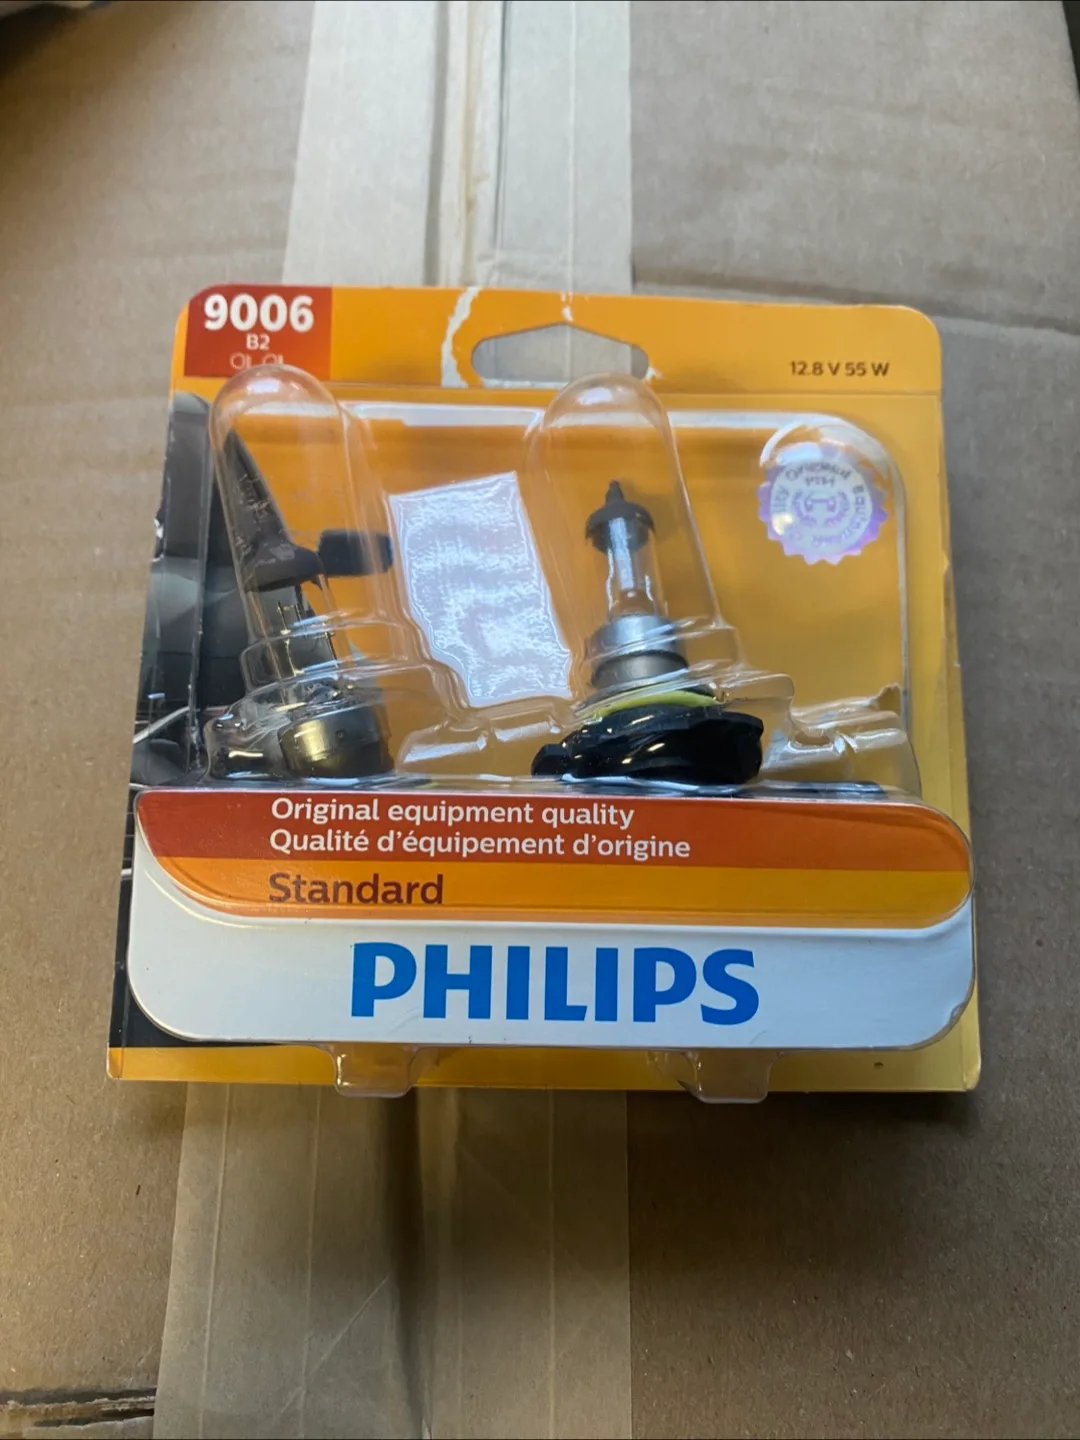 9006
B2
12.8 V 55 W
Original equipment quality
Qualité d'équipement d'origine
Standard
PHILIPS